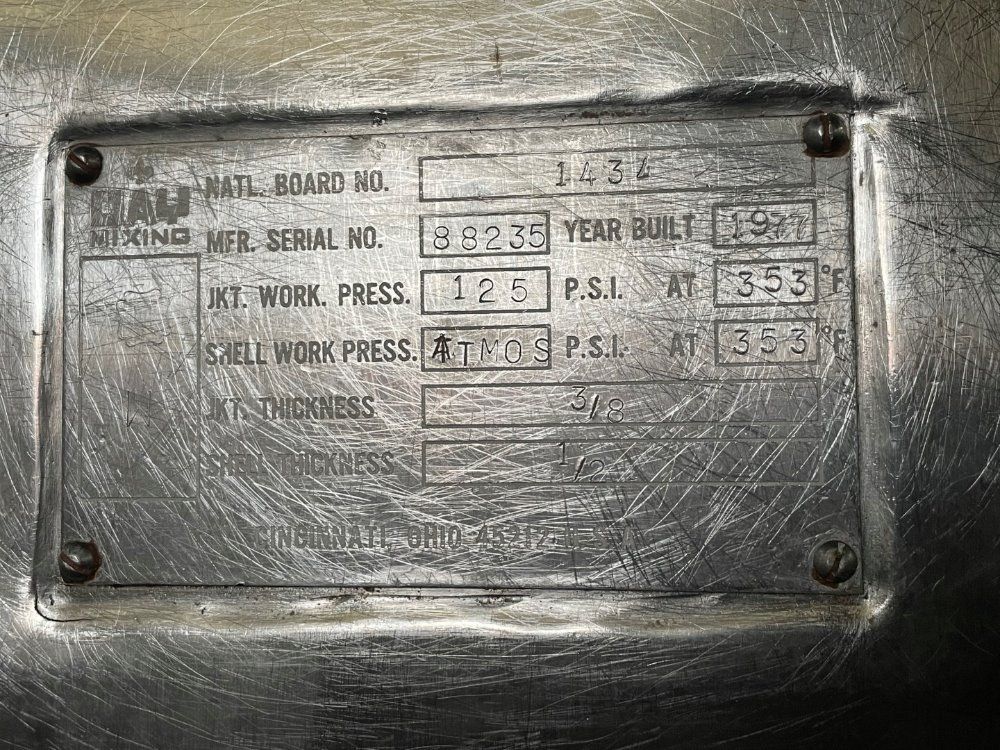 DAY
MIXING
NATL. BOARD NO. 1434
MFR. SERIAL NO. 88235 YEAR BUILT 1977
JKT. WORK. PRESS. 125 P.S.I. AT 353 °F
SHELL WORK PRESS. ATMOS P.S.I. AT 353 °F
JKT. THICKNESS 3/8
SHELL THICKNESS 1/2
CINCINNATI, OHIO 45212 U.S.A.